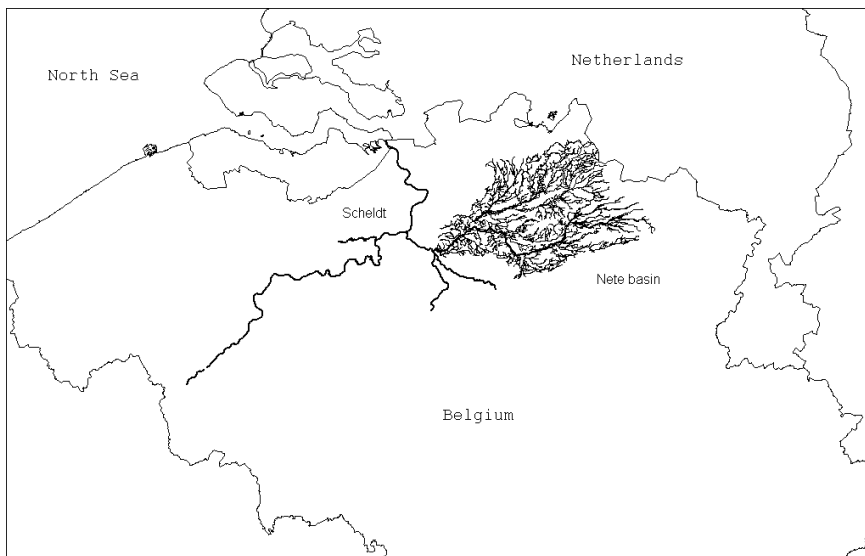 North Sea
Netherlands
Scheldt
Nete basin
Belgium